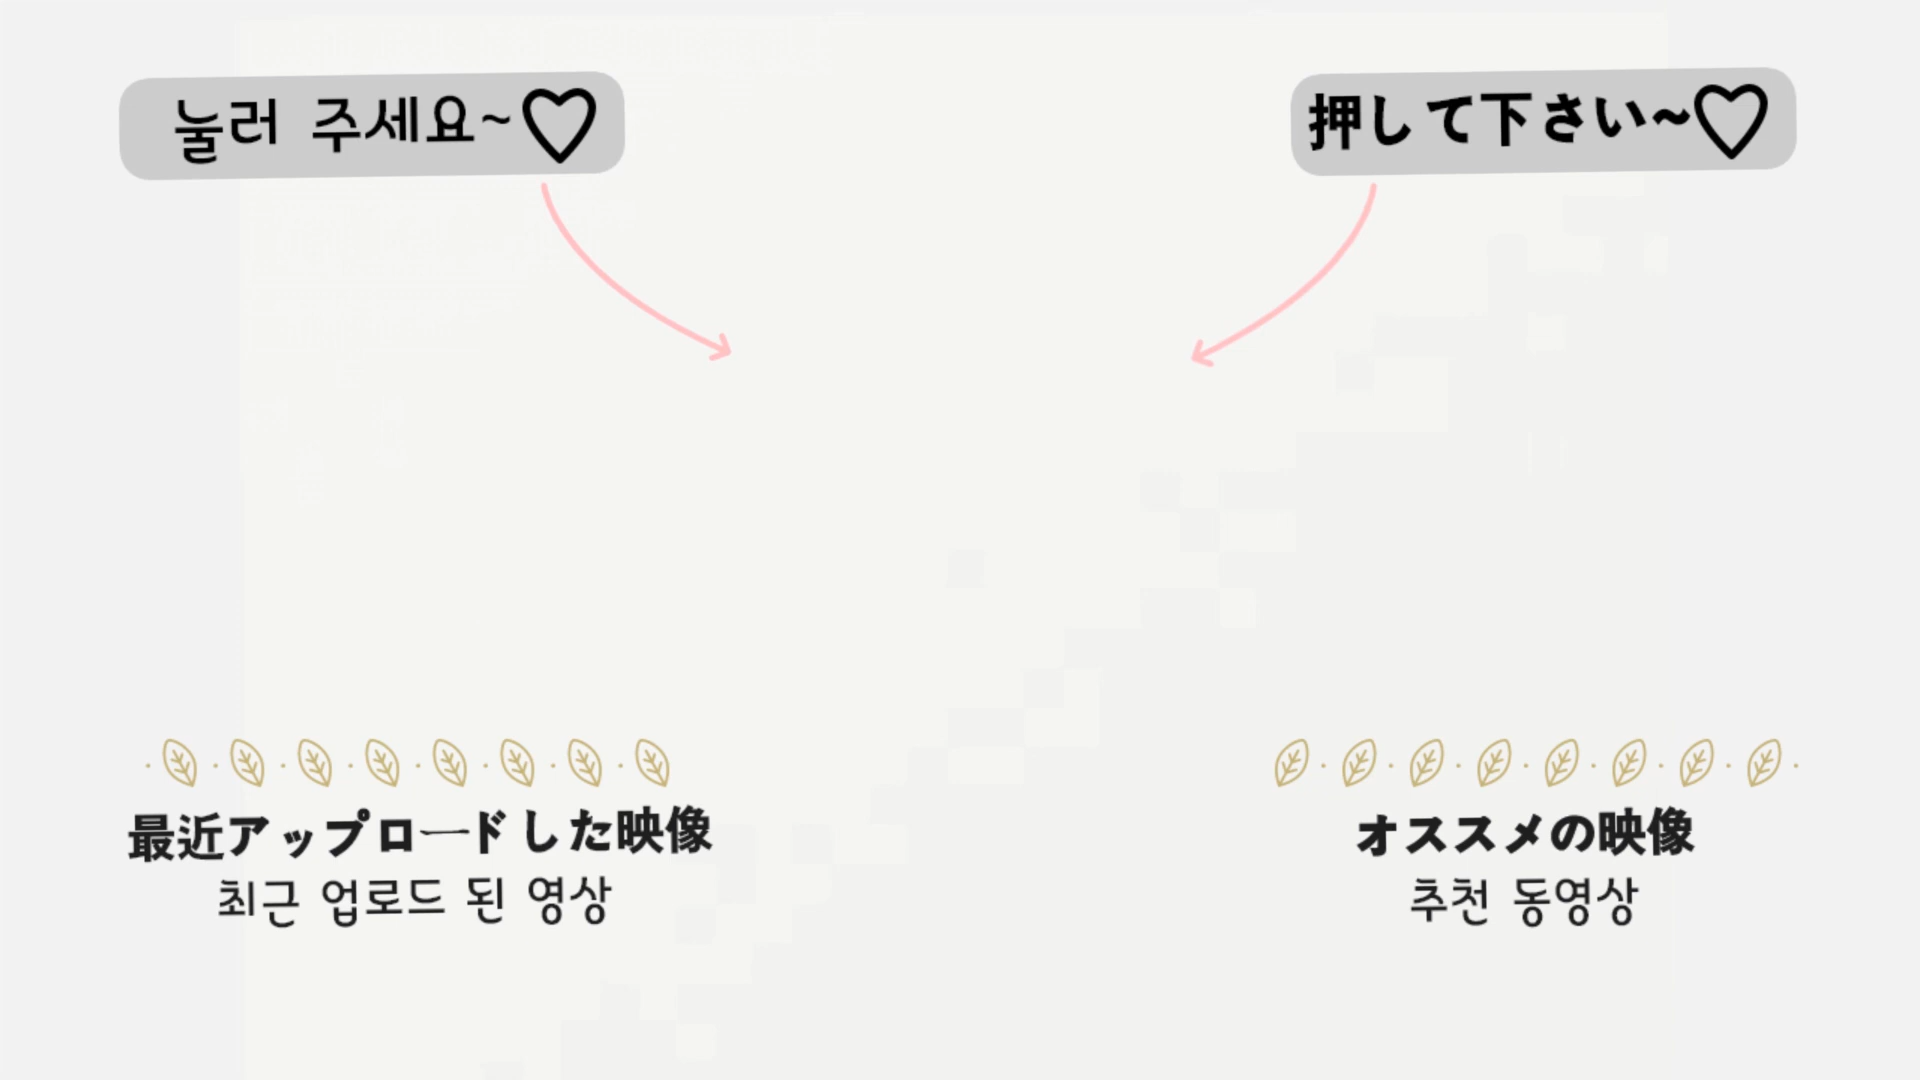 눌러 주세요~♡
押して下さい~♡
最近アップロードした映像
최근 업로드 된 영상
オススメの映像
추천 동영상